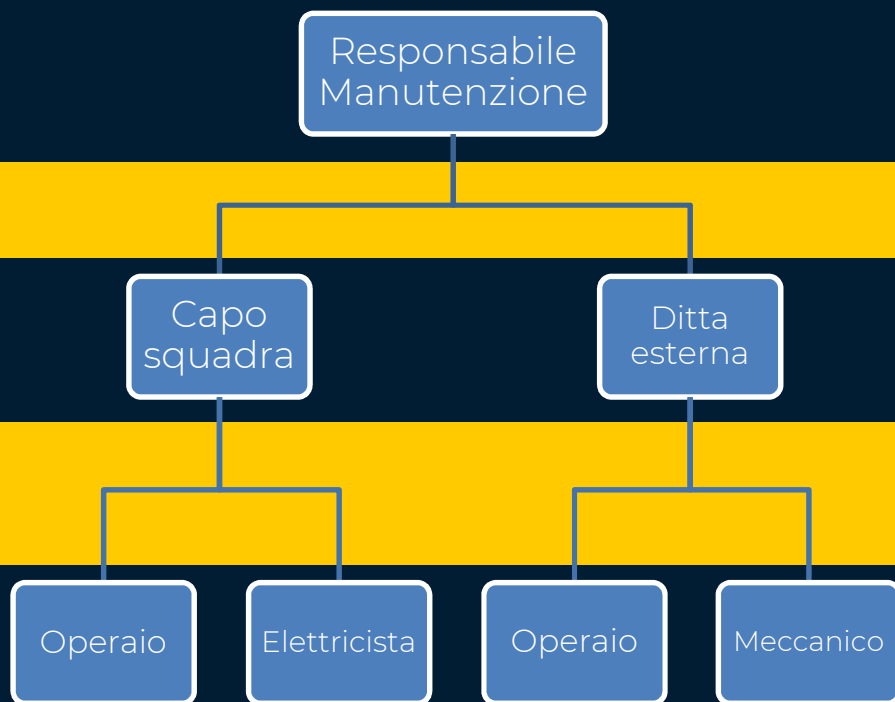 Responsabile
Manutenzione
Capo
squadra
Ditta
esterna
Operaio
Elettricista
Operaio
Meccanico